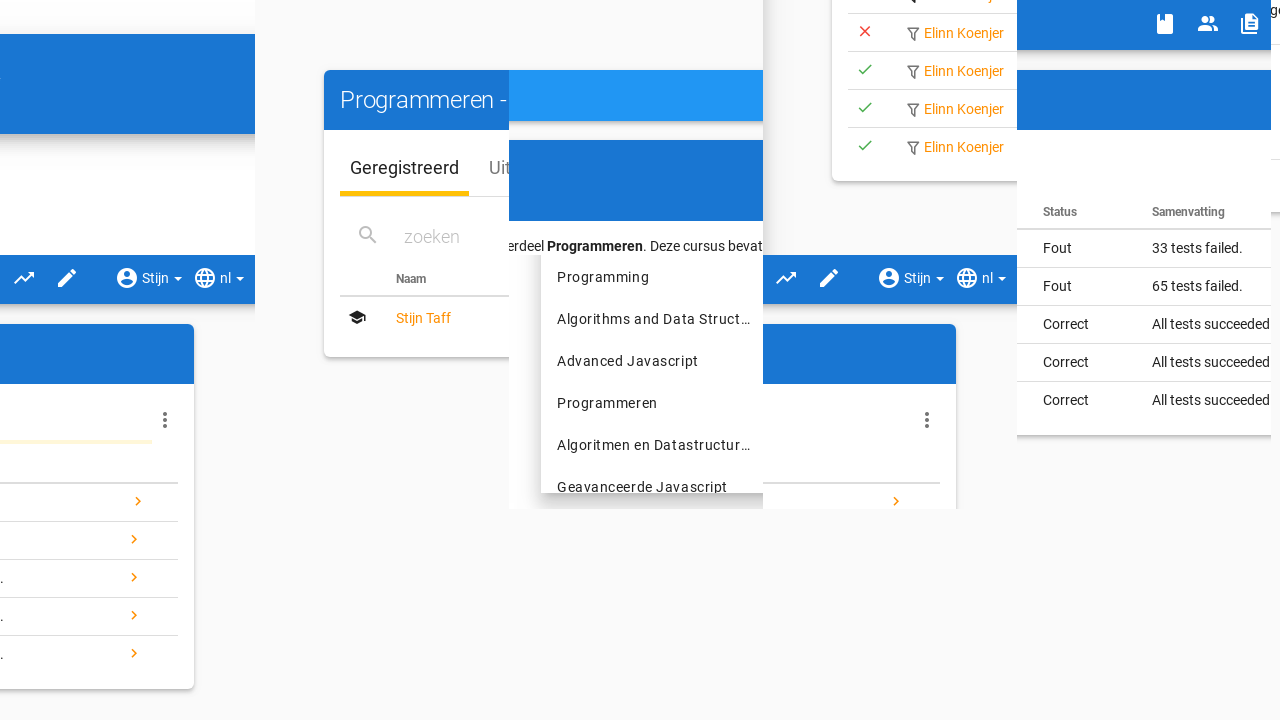 Elinn Koenjer
Elinn Koenjer
Elinn Koenjer
Elinn Koenjer
Programmeren -
Geregistreerd
Uit
zoeken
Naam
Stijn Taff
erdeel Programmeren. Deze cursus bevat
Programming
Algorithms and Data Struct…
Advanced Javascript
Programmeren
Algoritmen en Datastructur…
Geavanceerde Javascript
Stijn
nl
Stijn
nl
Status Samenvatting
Fout 33 tests failed.
Fout 65 tests failed.
Correct All tests succeeded
Correct All tests succeeded
Correct All tests succeeded